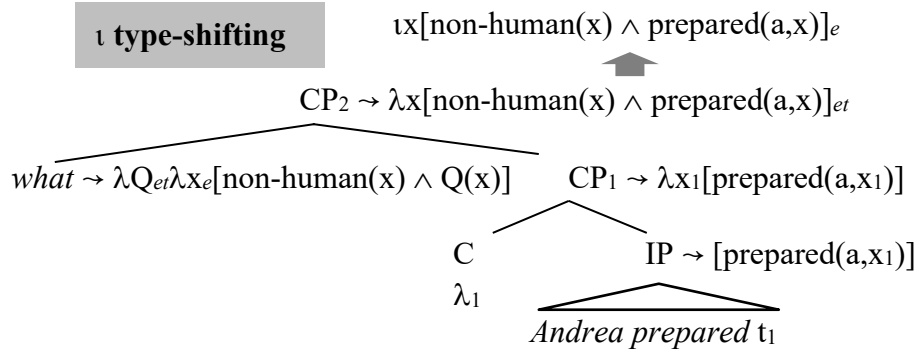 ι type-shifting
ιx[non-human(x) ∧ prepared(a,x)]e
CP2 → λx[non-human(x) ∧ prepared(a,x)]et
what → λQetλxe[non-human(x) ∧ Q(x)]
CP1 → λx1[prepared(a,x1)]
C
IP → [prepared(a,x1)]
λ1
Andrea prepared t1